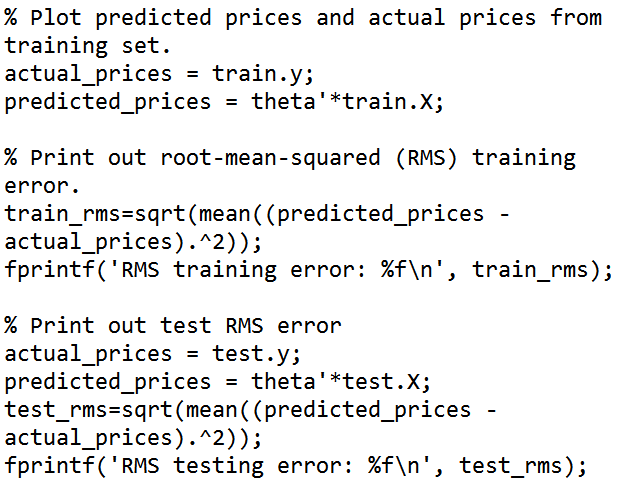 % Plot predicted prices and actual prices from
training set.
actual_prices = train.y;
predicted_prices = theta'*train.X;

% Print out root-mean-squared (RMS) training
error.
train_rms=sqrt(mean((predicted_prices -
actual_prices).^2));
fprintf('RMS training error: %f\n', train_rms);

% Print out test RMS error
actual_prices = test.y;
predicted_prices = theta'*test.X;
test_rms=sqrt(mean((predicted_prices -
actual_prices).^2));
fprintf('RMS testing error: %f\n', test_rms);